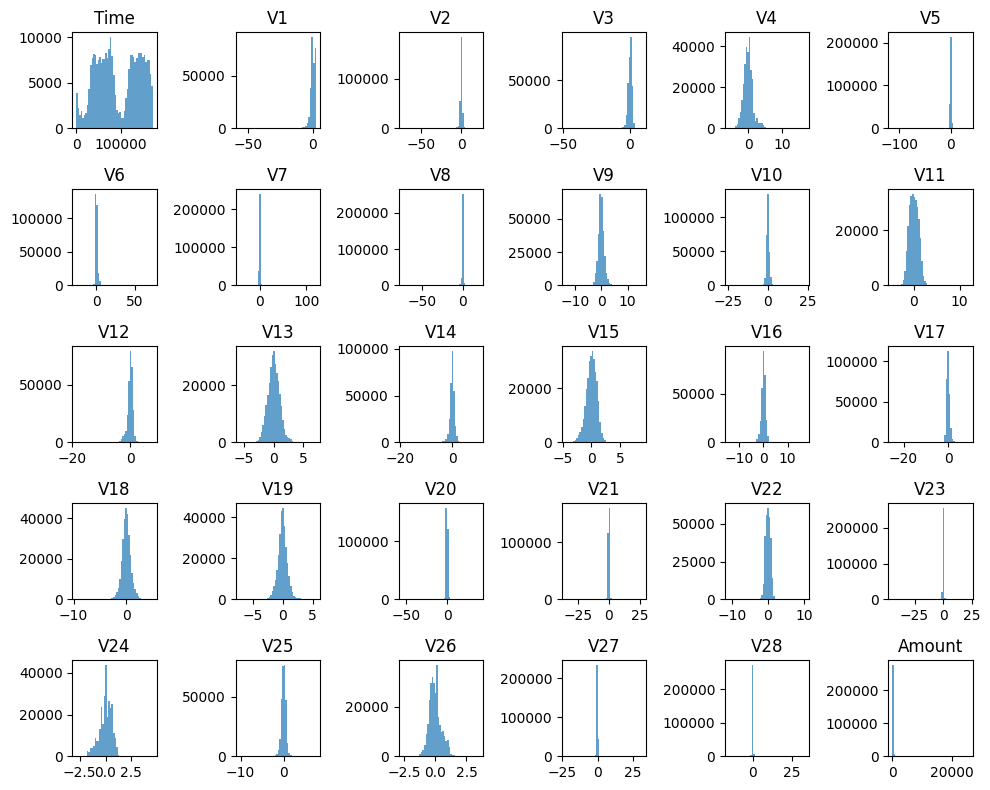 Time V1 V2 V3 V4 V5
10000 5000 0 50000 0 100000 0 50000 0 40000 20000 0 200000 100000 0
0 100000 −50 0 −50 0 −50 0 0 10 −100 0
V6 V7 V8 V9 V10 V11
100000 50000 0 200000 100000 0 200000 100000 0 50000 25000 0 100000 50000 0 20000 0
0 50 0 100 −50 0 −10 0 10 −25 0 25 0 10
V12 V13 V14 V15 V16 V17
50000 0 20000 0 100000 50000 0 20000 0 50000 0 100000 50000 0
−20 0 −5 0 5 −20 0 −5 0 5 −10 0 10 −20 0
V18 V19 V20 V21 V22 V23
40000 20000 0 40000 20000 0 100000 0 100000 0 50000 25000 0 200000 100000 0
−10 0 −5 0 5 −50 0 −25 0 25 −10 0 10 −25 0 25
V24 V25 V26 V27 V28 Amount
40000 20000 0 50000 0 20000 0 200000 100000 0 200000 100000 0 200000 100000 0
−2.5 0.0 2.5 −10 0 −2.5 0.0 2.5 −25 0 25 0 25 0 20000